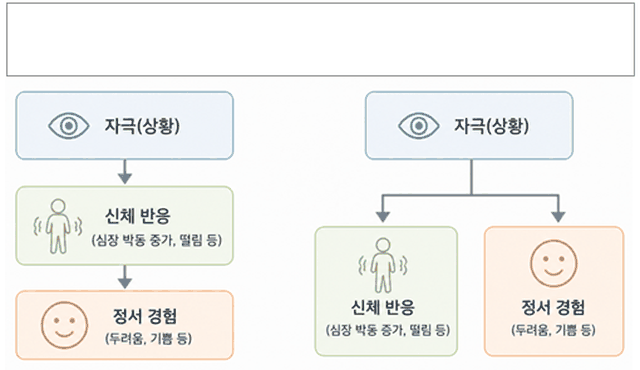 자극(상황)
신체 반응
(심장 박동 증가, 떨림 등)
정서 경험
(두려움, 기쁨 등)
자극(상황)
신체 반응
(심장 박동 증가, 떨림 등)
정서 경험
(두려움, 기쁨 등)